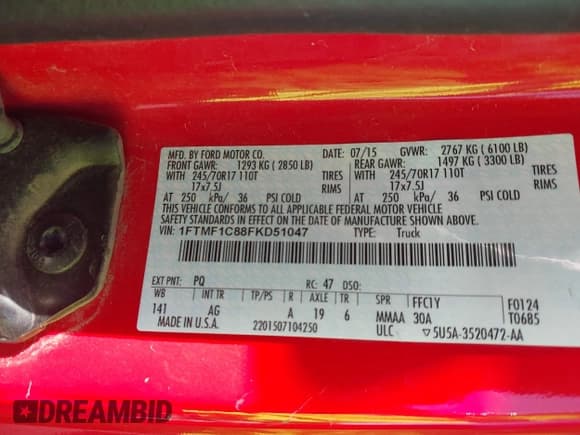 MFD. BY FORD MOTOR CO. DATE: 07/15 GVWR: 2767 KG ( 6100 LB)
FRONT GAWR: 1293 KG ( 2850 LB) REAR GAWR: 1497 KG ( 3300 LB)
WITH 245/70R17 110T TIRES WITH 245/70R17 110T TIRES
17x7.5J RIMS 17x7.5J RIMS
AT 250 kPa/ 36 PSI COLD AT 250 kPa/ 36 PSI COLD
THIS VEHICLE CONFORMS TO ALL APPLICABLE FEDERAL MOTOR VEHICLE
SAFETY STANDARDS IN EFFECT ON THE DATE OF MANUFACTURE SHOWN ABOVE.
VIN: 1FTMF1C88FKD51047 TYPE: Truck
EXT PNT: PQ RC: 47 DSO:
WB INT TR TP/PS R AXLE TR SPR FFC1Y F0124
141 AG A 19 6 MMAA 30A T0685
MADE IN U.S.A. 2201507104250 ULC 5U5A-3520472-AA
DREAMBID